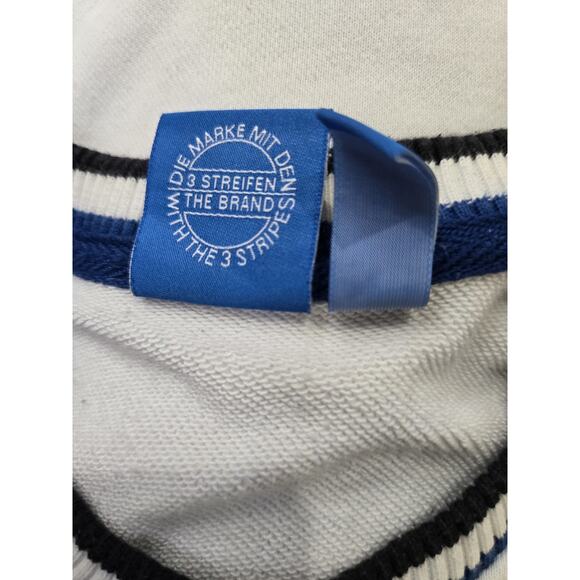 DIE MARKE MIT DEN
3 STREIFEN
THE BRAND
WITH THE 3 STRIPES